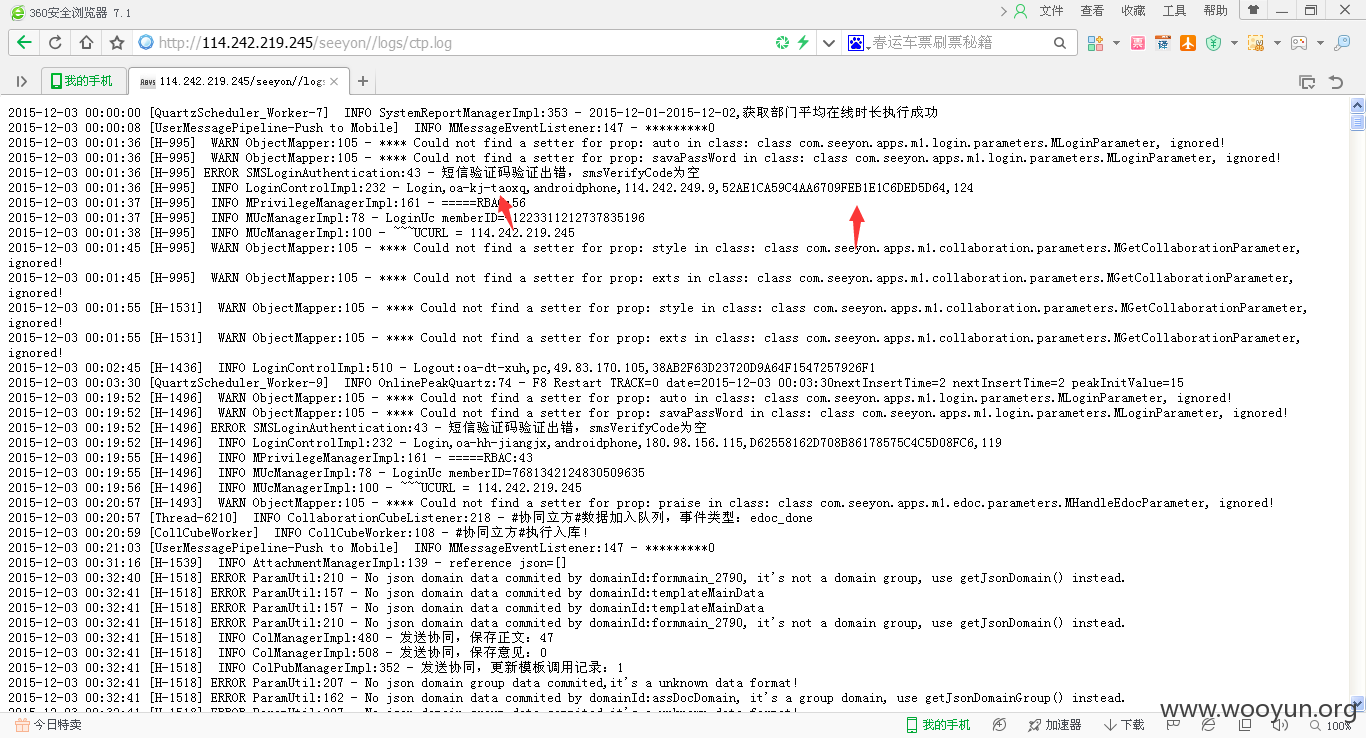 360安全浏览器 7.1
文件 查看 收藏 工具 帮助
http://114.242.219.245/seeyon//logs/ctp.log
春运车票刷票秘籍
我的手机
114.242.219.245/seeyon//log:
2015-12-03 00:00:00 [QuartzScheduler_Worker-7] INFO SystemReportManagerImpl:353 - 2015-12-01-2015-12-02,获取部门平均在线时长执行成功
2015-12-03 00:00:08 [UserMessagePipeline-Push to Mobile] INFO MMessageEventListener:147 - *********0
2015-12-03 00:01:36 [H-995] WARN ObjectMapper:105 - **** Could not find a setter for prop: auto in class: class com.seeyon.apps.m1.login.parameters.MLoginParameter, ignored!
2015-12-03 00:01:36 [H-995] WARN ObjectMapper:105 - **** Could not find a setter for prop: savaPassWord in class: class com.seeyon.apps.m1.login.parameters.MLoginParameter, ignored!
2015-12-03 00:01:36 [H-995] ERROR SMSLoginAuthentication:43 - 短信验证码验证出错，smsVerifyCode为空
2015-12-03 00:01:36 [H-995] INFO LoginControlImpl:232 - Login,oa-kj-taoxq,androidphone,114.242.249.9,52AE1CA59C4AA6709FEB1E1C6DED5D64,124
2015-12-03 00:01:37 [H-995] INFO MPrivilegeManagerImpl:161 - =====RBAC:56
2015-12-03 00:01:37 [H-995] INFO MUcManagerImpl:78 - LoginUc memberID= 1223311212737835196
2015-12-03 00:01:38 [H-995] INFO MUcManagerImpl:100 - ~~~UCURL = 114.242.219.245
2015-12-03 00:01:45 [H-995] WARN ObjectMapper:105 - **** Could not find a setter for prop: style in class: class com.seeyon.apps.m1.collaboration.parameters.MGetCollaborationParameter,
ignored!
2015-12-03 00:01:45 [H-995] WARN ObjectMapper:105 - **** Could not find a setter for prop: exts in class: class com.seeyon.apps.m1.collaboration.parameters.MGetCollaborationParameter,
ignored!
2015-12-03 00:01:55 [H-1531] WARN ObjectMapper:105 - **** Could not find a setter for prop: style in class: class com.seeyon.apps.m1.collaboration.parameters.MGetCollaborationParameter,
ignored!
2015-12-03 00:01:55 [H-1531] WARN ObjectMapper:105 - **** Could not find a setter for prop: exts in class: class com.seeyon.apps.m1.collaboration.parameters.MGetCollaborationParameter,
ignored!
2015-12-03 00:02:45 [H-1436] INFO LoginControlImpl:510 - Logout:oa-dt-xuh,pc,49.83.170.105,38AB2F63D23720D9A64F1547257926F1
2015-12-03 00:03:30 [QuartzScheduler_Worker-9] INFO OnlinePeakQuartz:74 - F8 Restart TRACK=0 date=2015-12-03 00:03:30nextInsertTime=2 nextInsertTime=2 peakInitValue=15
2015-12-03 00:19:52 [H-1496] WARN ObjectMapper:105 - **** Could not find a setter for prop: auto in class: class com.seeyon.apps.m1.login.parameters.MLoginParameter, ignored!
2015-12-03 00:19:52 [H-1496] WARN ObjectMapper:105 - **** Could not find a setter for prop: savaPassWord in class: class com.seeyon.apps.m1.login.parameters.MLoginParameter, ignored!
2015-12-03 00:19:52 [H-1496] ERROR SMSLoginAuthentication:43 - 短信验证码验证出错，smsVerifyCode为空
2015-12-03 00:19:52 [H-1496] INFO LoginControlImpl:232 - Login,oa-hh-jiangjx,androidphone,180.98.156.115,D62558162D708B86178575C4C5D08FC6,119
2015-12-03 00:19:55 [H-1496] INFO MPrivilegeManagerImpl:161 - =====RBAC:43
2015-12-03 00:19:55 [H-1496] INFO MUcManagerImpl:78 - LoginUc memberID=7681342124830509635
2015-12-03 00:19:56 [H-1496] INFO MUcManagerImpl:100 - ~~~UCURL = 114.242.219.245
2015-12-03 00:20:57 [H-1493] WARN ObjectMapper:105 - **** Could not find a setter for prop: praise in class: class com.seeyon.apps.m1.edoc.parameters.MHandleEdocParameter, ignored!
2015-12-03 00:20:57 [Thread-6210] INFO CollaborationCubeListener:218 - #协同立方#数据加入队列，事件类型：edoc_done
2015-12-03 00:20:59 [CollCubeWorker] INFO CollCubeWorker:108 - #协同立方#执行入库!
2015-12-03 00:21:03 [UserMessagePipeline-Push to Mobile] INFO MMessageEventListener:147 - *********0
2015-12-03 00:31:16 [H-1539] INFO AttachmentManagerImpl:139 - reference json=[]
2015-12-03 00:32:40 [H-1518] ERROR ParamUtil:210 - No json domain data commited by domainId:formmain_2790, it's not a domain group, use getJsonDomain() instead.
2015-12-03 00:32:41 [H-1518] ERROR ParamUtil:157 - No json domain data commited by domainId:templateMainData
2015-12-03 00:32:41 [H-1518] ERROR ParamUtil:157 - No json domain data commited by domainId:templateMainData
2015-12-03 00:32:41 [H-1518] ERROR ParamUtil:210 - No json domain data commited by domainId:formmain_2790, it's not a domain group, use getJsonDomain() instead.
2015-12-03 00:32:41 [H-1518] INFO ColManagerImpl:480 - 发送协同，保存正文：47
2015-12-03 00:32:41 [H-1518] INFO ColManagerImpl:508 - 发送协同，保存意见：0
2015-12-03 00:32:41 [H-1518] INFO ColPubManagerImpl:352 - 发送协同，更新模板调用记录：1
2015-12-03 00:32:41 [H-1518] ERROR ParamUtil:207 - No json domain group data commited,it's a unknown data format!
2015-12-03 00:32:41 [H-1518] ERROR ParamUtil:162 - No json domain data commited by domainId:assDocDomain, it's a group domain, use getJsonDomainGroup() instead.
2015-12-03 00:32:41 [H-1518] ERROR ParamUtil:207 - No json domain group data commited,it's a unknown data format!
www.wooyun.org
今日特卖
我的手机 加速器 下载 100%